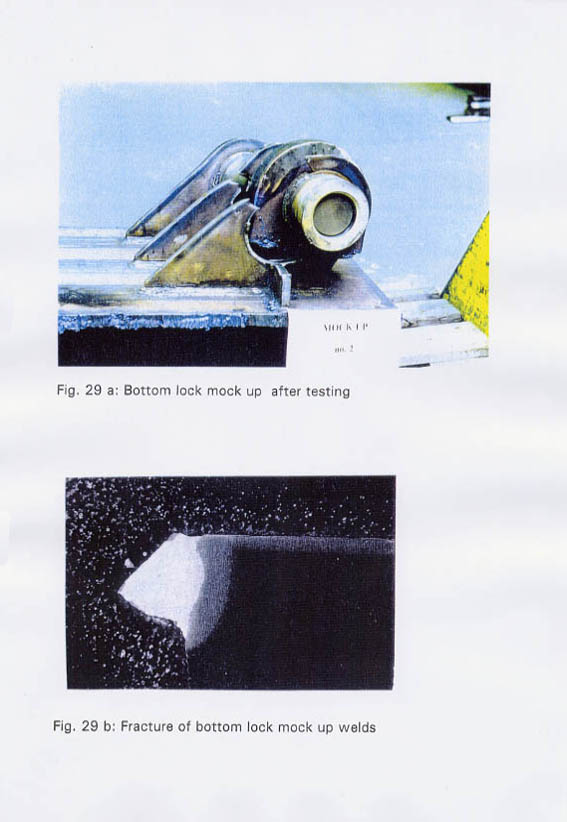 MOCK UP
no. 2
Fig. 29 a: Bottom lock mock up after testing
Fig. 29 b: Fracture of bottom lock mock up welds